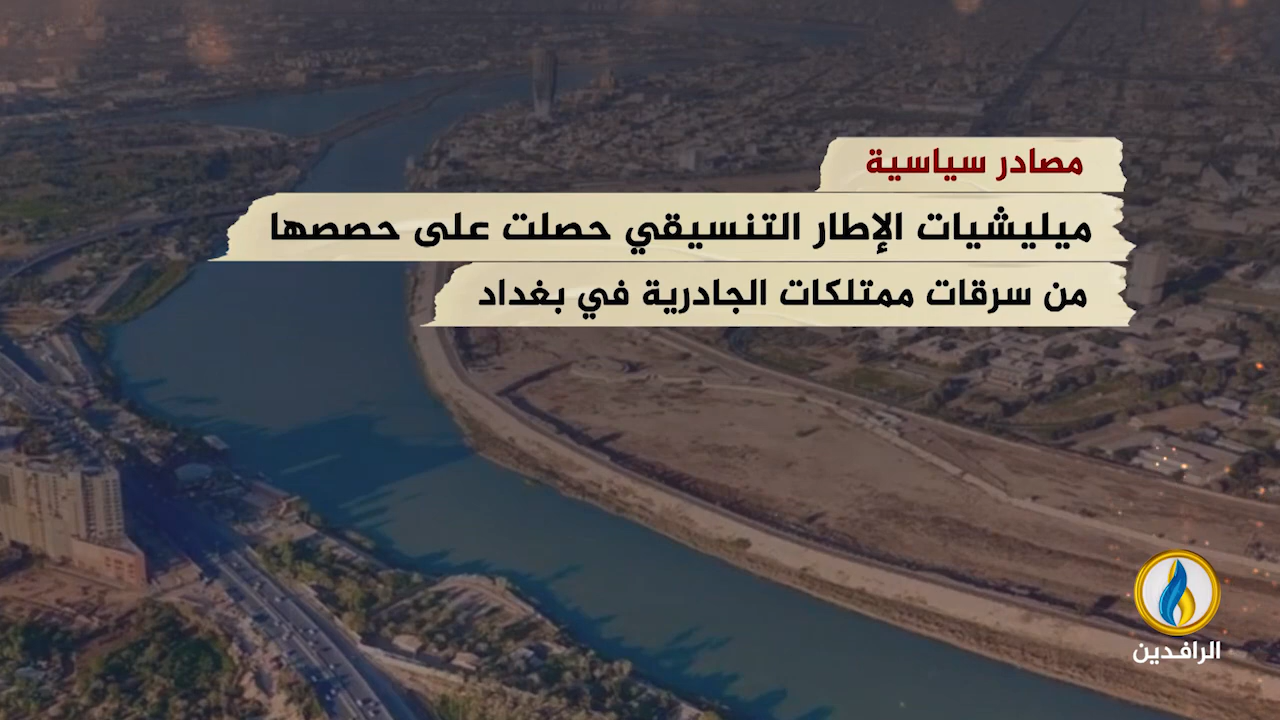 مصادر سياسية
ميليشيات الإطار التنسيقي حصلت على حصصها
من سرقات ممتلكات الجادرية في بغداد
الرافدين